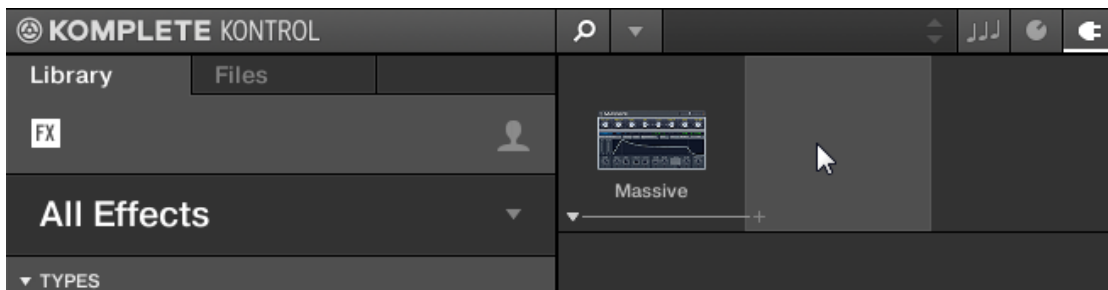 KOMPLETE KONTROL
Library
Files
FX
All Effects
TYPES
Massive